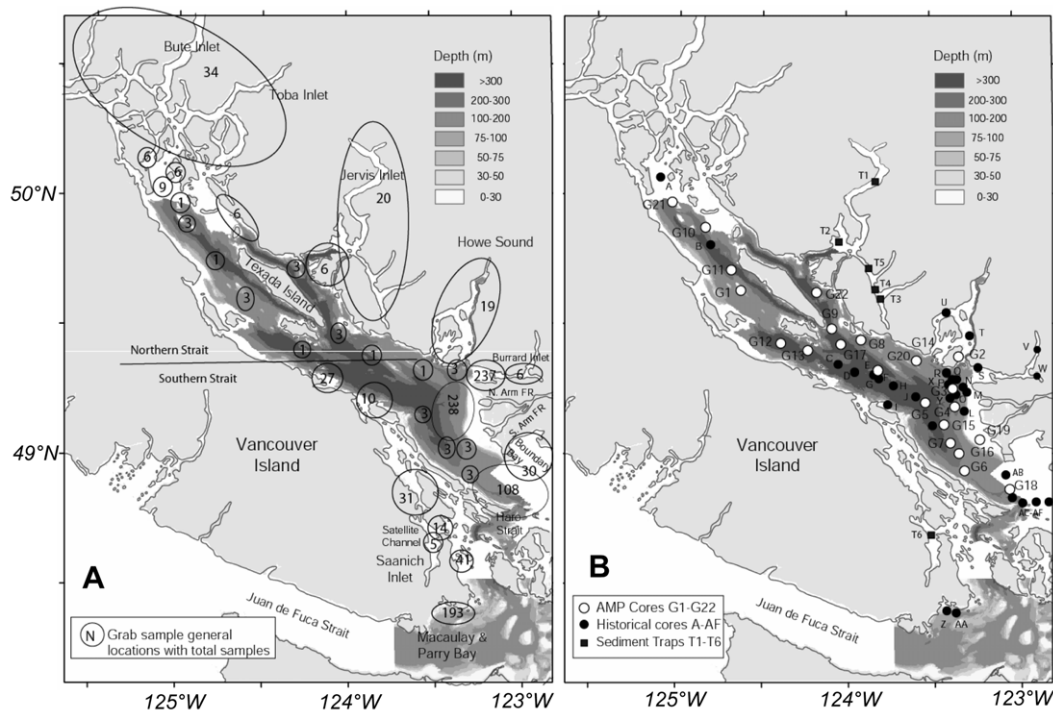 Bute Inlet
34
Toba Inlet
Depth (m)
>300
200-300
100-200
75-100
50-75
30-50
0-30
50°N
6
6
9
1
3
6
Jervis Inlet
20
Howe Sound
1
Texada Island
3
6
3
19
3
1
1
Northern Strait
Southern Strait
1
3
Burrard Inlet
237
6
N. Arm FR
27
10
238
3
S. Arm FR
49°N
Vancouver
Island
3
3
Boundary
Bay
30
3
108
31
Haro
Strait
Satellite
Channel
14
5
Saanich
Inlet
41
A
193
Juan de Fuca Strait
Macaulay &
Parry Bay
N
Grab sample general
locations with total samples
125°W
124°W
123°W
Depth (m)
>300
200-300
100-200
75-100
50-75
30-50
0-30
50°N
A
G21
T1
G10
B
T2
G11
G1
T5
T4
T3
G22
G9
U
T
G12
G13
G8
G14
G2
V
G17
G20
C
D
E
G
H
I
J
R
S
W
X
N
M
L
G5
G4
G15
G19
G7
G16
G6
49°N
Vancouver
Island
AB
G18
AF
T6
Z
AA
B
Juan de Fuca Strait
AMP Cores G1-G22
Historical cores A-AF
Sediment Traps T1-T6
125°W
124°W
123°W